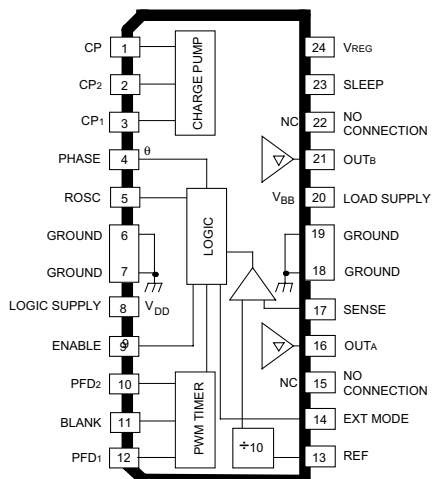 CP 1
CP2 2
CP1 3
PHASE 4 θ
ROSC 5
GROUND 6
GROUND 7
LOGIC SUPPLY 8 VDD
ENABLE 9
PFD2 10
BLANK 11
PFD1 12
CHARGE PUMP
LOGIC
PWM TIMER
÷10
24 VREG
23 SLEEP
NC 22 NO
CONNECTION
21 OUTB
VBB 20 LOAD SUPPLY
19 GROUND
18 GROUND
17 SENSE
16 OUTA
NC 15 NO
CONNECTION
14 EXT MODE
13 REF